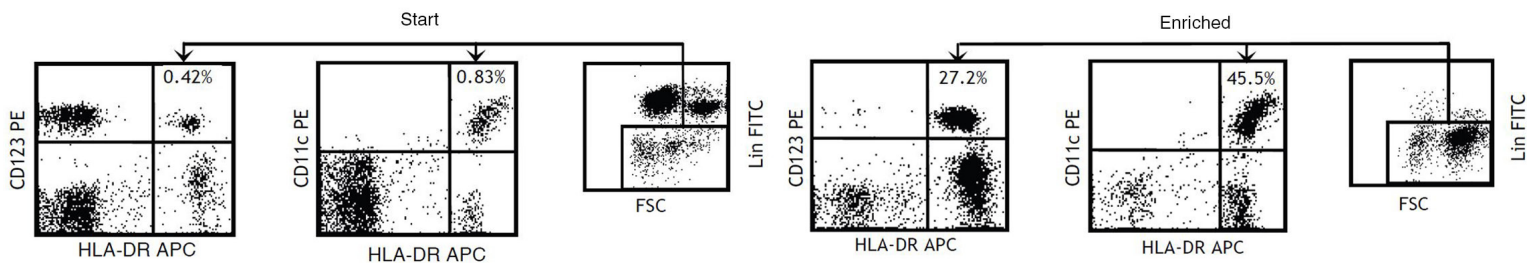 Start
Enriched
0.42%
0.83%
27.2%
45.5%
CD123 PE
CD11c PE
Lin FITC
CD123 PE
CD11c PE
Lin FITC
HLA-DR APC
HLA-DR APC
FSC
HLA-DR APC
HLA-DR APC
FSC